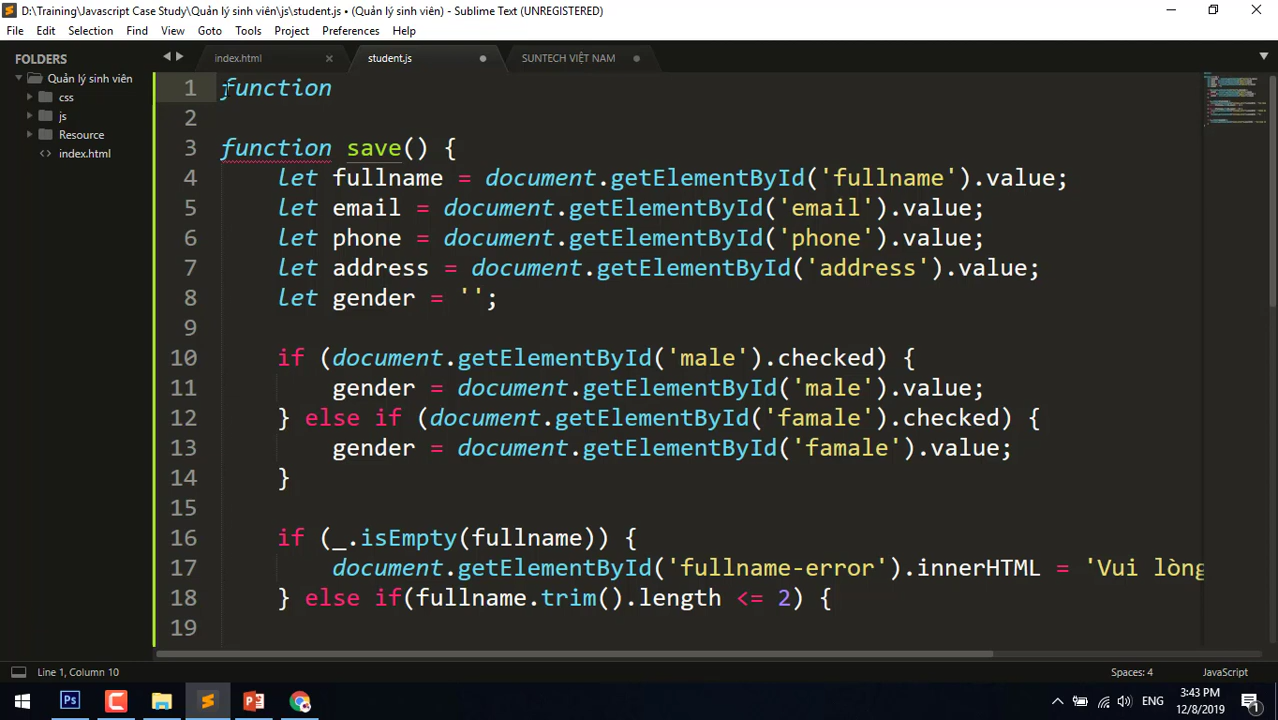 D:\Training\Javascript Case Study\Quản lý sinh viên\js\student.js • (Quản lý sinh viên) - Sublime Text (UNREGISTERED)
File Edit Selection Find View Goto Tools Project Preferences Help
FOLDERS
Quản lý sinh viên
css
js
Resource
index.html
index.html
student.js
SUNTECH VIỆT NAM
1 function
2
3 function save() {
4 let fullname = document.getElementById('fullname').value;
5 let email = document.getElementById('email').value;
6 let phone = document.getElementById('phone').value;
7 let address = document.getElementById('address').value;
8 let gender = '';
9
10 if (document.getElementById('male').checked) {
11 gender = document.getElementById('male').value;
12 } else if (document.getElementById('famale').checked) {
13 gender = document.getElementById('famale').value;
14 }
15
16 if (_.isEmpty(fullname)) {
17 document.getElementById('fullname-error').innerHTML = 'Vui lòng
18 } else if(fullname.trim().length <= 2) {
19
Line 1, Column 10
Spaces: 4
JavaScript
Ps
ENG
3:43 PM
12/8/2019
1